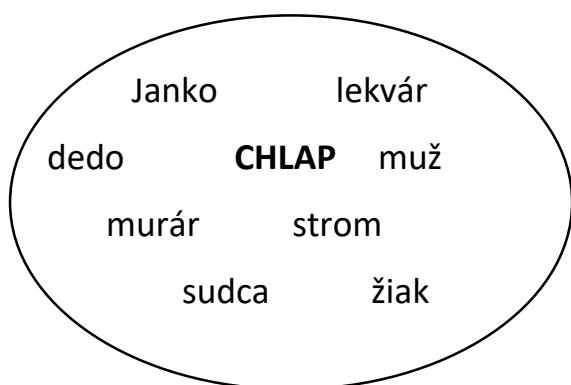 Janko lekvár
dedo CHLAP muž
murár strom
sudca žiak